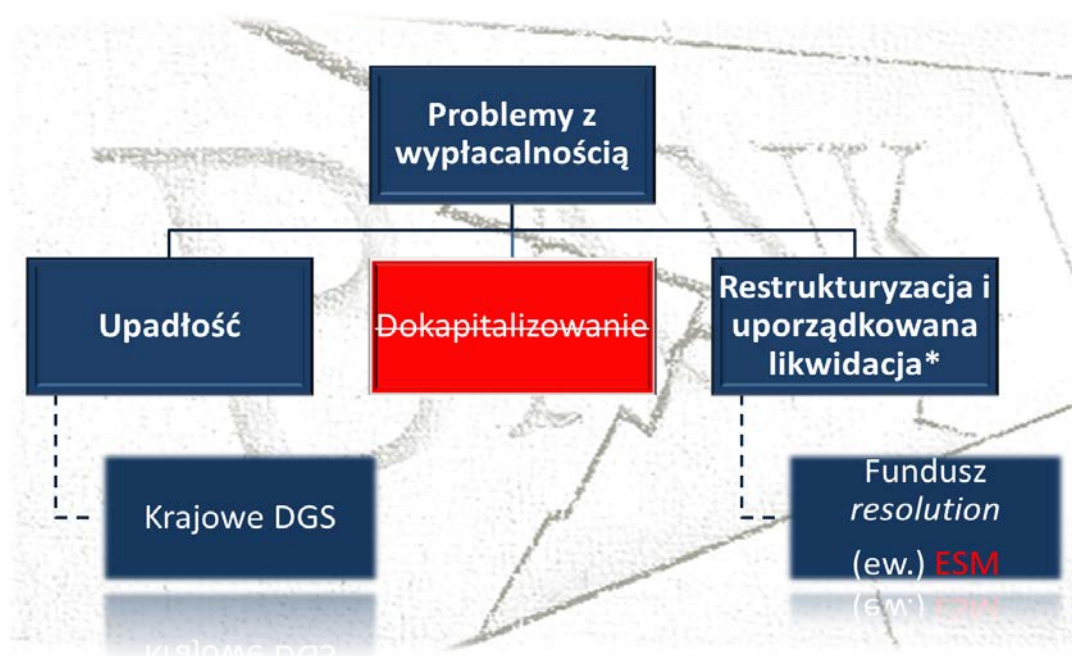 Problemy z
wypłacalnością
Upadłość
Dokapitalizowanie
Restrukturyzacja i
uporządkowana
likwidacja*
Krajowe DGS
Fundusz
resolution
(ew.) ESM